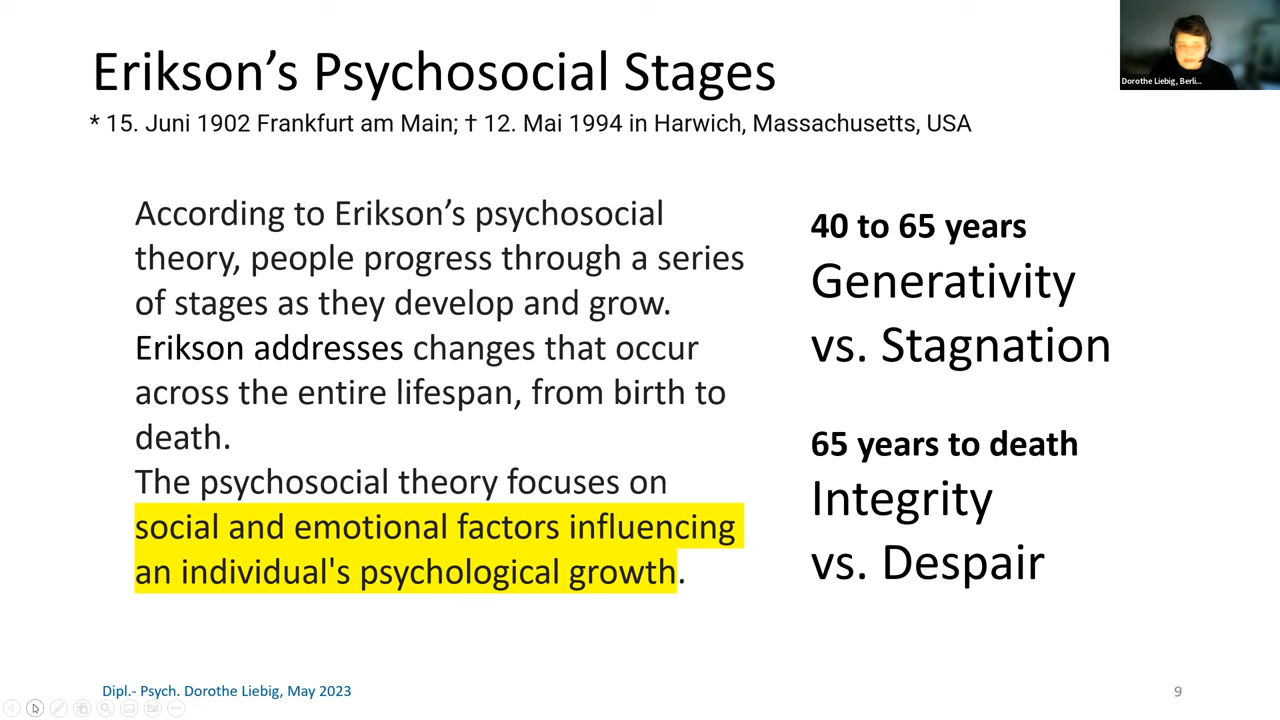 Erikson’s Psychosocial Stages
* 15. Juni 1902 Frankfurt am Main; † 12. Mai 1994 in Harwich, Massachusetts, USA
According to Erikson’s psychosocial
theory, people progress through a series
of stages as they develop and grow.
Erikson addresses changes that occur
across the entire lifespan, from birth to
death.
The psychosocial theory focuses on
social and emotional factors influencing
an individual's psychological growth.
40 to 65 years
Generativity
vs. Stagnation
65 years to death
Integrity
vs. Despair
Dorothe Liebig, Berli...
Dipl.- Psych. Dorothe Liebig, May 2023
9